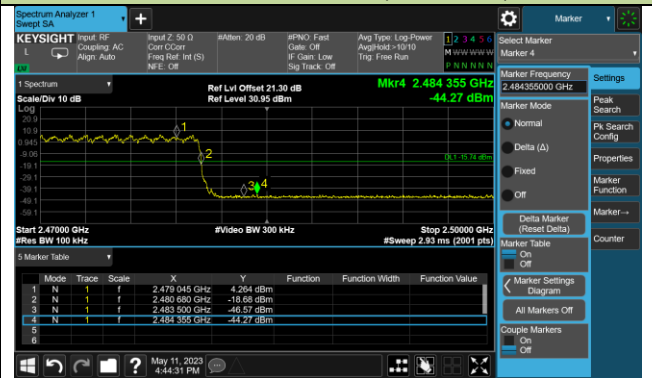 Spectrum Analyzer 1
Swept SA
+
Marker
KEYSIGHT
L
LXI
Input: RF
Coupling: AC
Align: Auto
Input Z: 50 Ω
Corr CCorr
Freq Ref: Int (S)
NFE: Off
#Atten: 20 dB
#PNO: Fast
Gate: Off
IF Gain: Low
Sig Track: Off
Avg Type: Log-Power
Avg|Hold:>10/10
Trig: Free Run
1 2 3 4 5 6
M W W W W W
P N N N N N
Select Marker
Marker 4
1 Spectrum
Scale/Div 10 dB
Ref Lvl Offset 21.30 dB
Ref Level 30.95 dBm
Mkr4 2.484 355 GHz
-44.27 dBm
Log
20.9
10.9
0.945
-9.06
-19.1
-29.1
-39.1
-49.1
-59.1
1
2
3
4
DL1 -15.74 dBm
Start 2.47000 GHz
#Res BW 100 kHz
#Video BW 300 kHz
Stop 2.50000 GHz
#Sweep 2.93 ms (2001 pts)
5 Marker Table
Mode Trace Scale X Y Function Function Width Function Value
1 N 1 f 2.479 045 GHz 4.264 dBm
2 N 1 f 2.480 680 GHz -18.68 dBm
3 N 1 f 2.483 500 GHz -46.57 dBm
4 N 1 f 2.484 355 GHz -44.27 dBm
5
6
Marker Frequency
2.484355000 GHz
Marker Mode
Normal
Delta (Δ)
Fixed
Off
Delta Marker
(Reset Delta)
Marker Table
On
Off
Marker Settings
Diagram
All Markers Off
Couple Markers
On
Off
Settings
Peak
Search
Pk Search
Config
Properties
Marker
Function
Marker→
Counter
?
May 11, 2023
4:44:31 PM